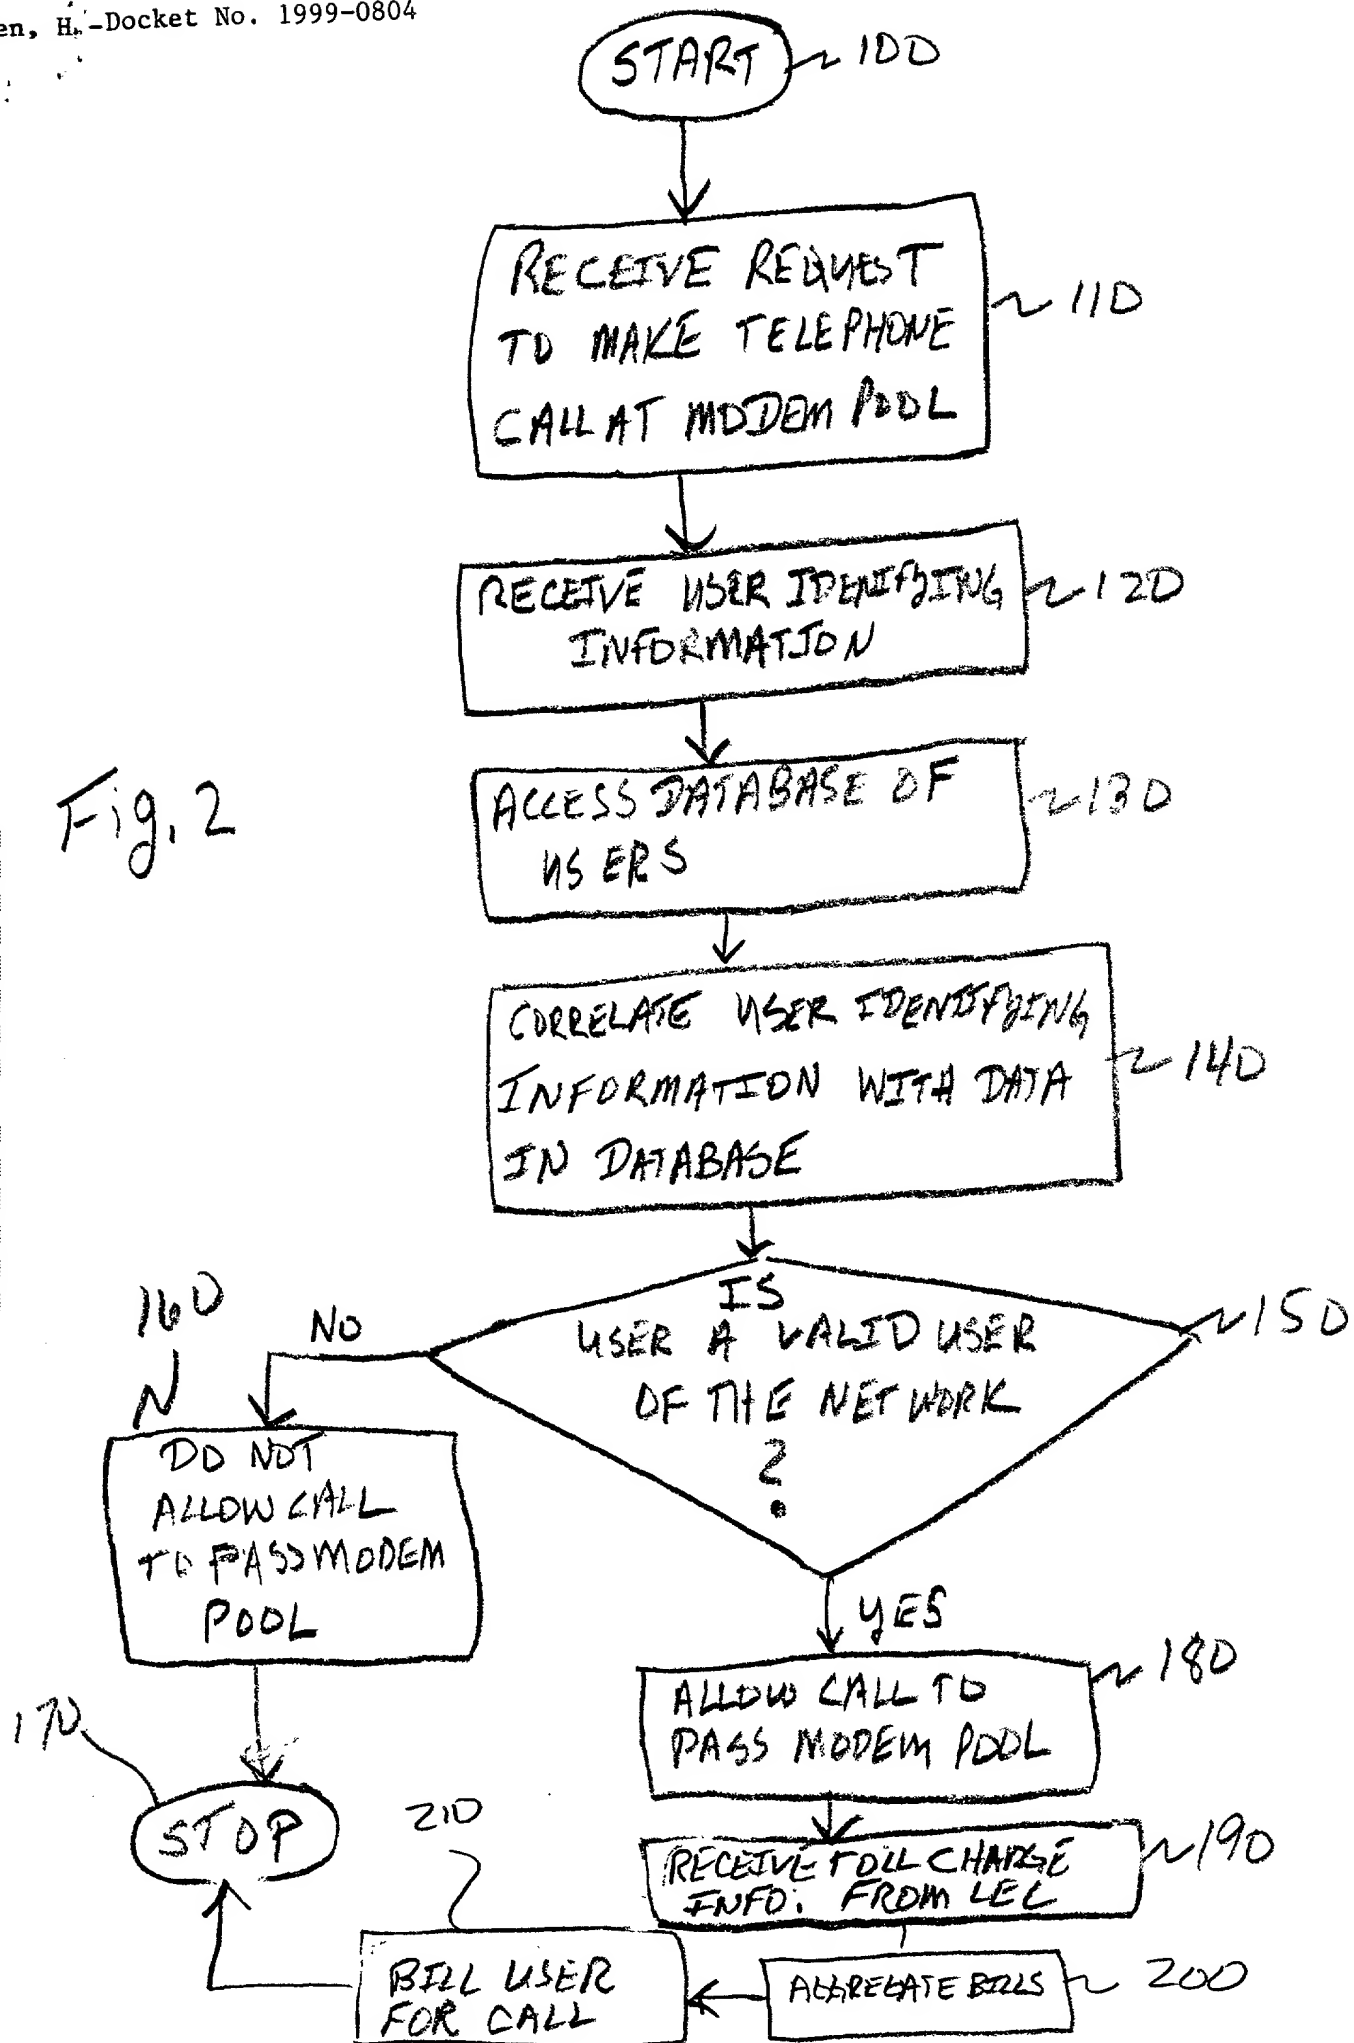 en, H.-Docket No. 1999-0804
START 100
RECEIVE REQUEST
TO MAKE TELEPHONE
CALL AT MODEM POOL
110
RECEIVE USER IDENIFYING
INFORMATION
120
Fig. 2
ACCESS DATABASE OF
USERS
130
CORRELATE USER IDENTIFYING
INFORMATION WITH DATA
IN DATABASE
140
IS
USER A VALID USER
OF THE NETWORK
?
150
NO
160
DO NOT
ALLOW CALL
TO PASS MODEM
POOL
YES
180
ALLOW CALL TO
PASS MODEM POOL
170
STOP
190
RECEIVE TOLL CHARGE
INFO. FROM LEC
210
BILL USER
FOR CALL
AGGREGATE BILLS
200